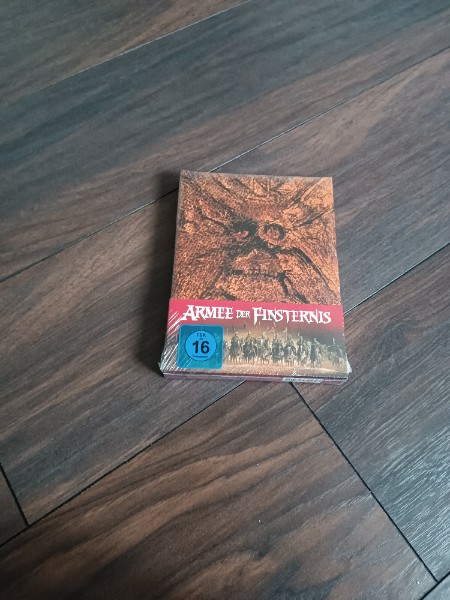 ARMEE DER FINSTERNIS
FSK
16